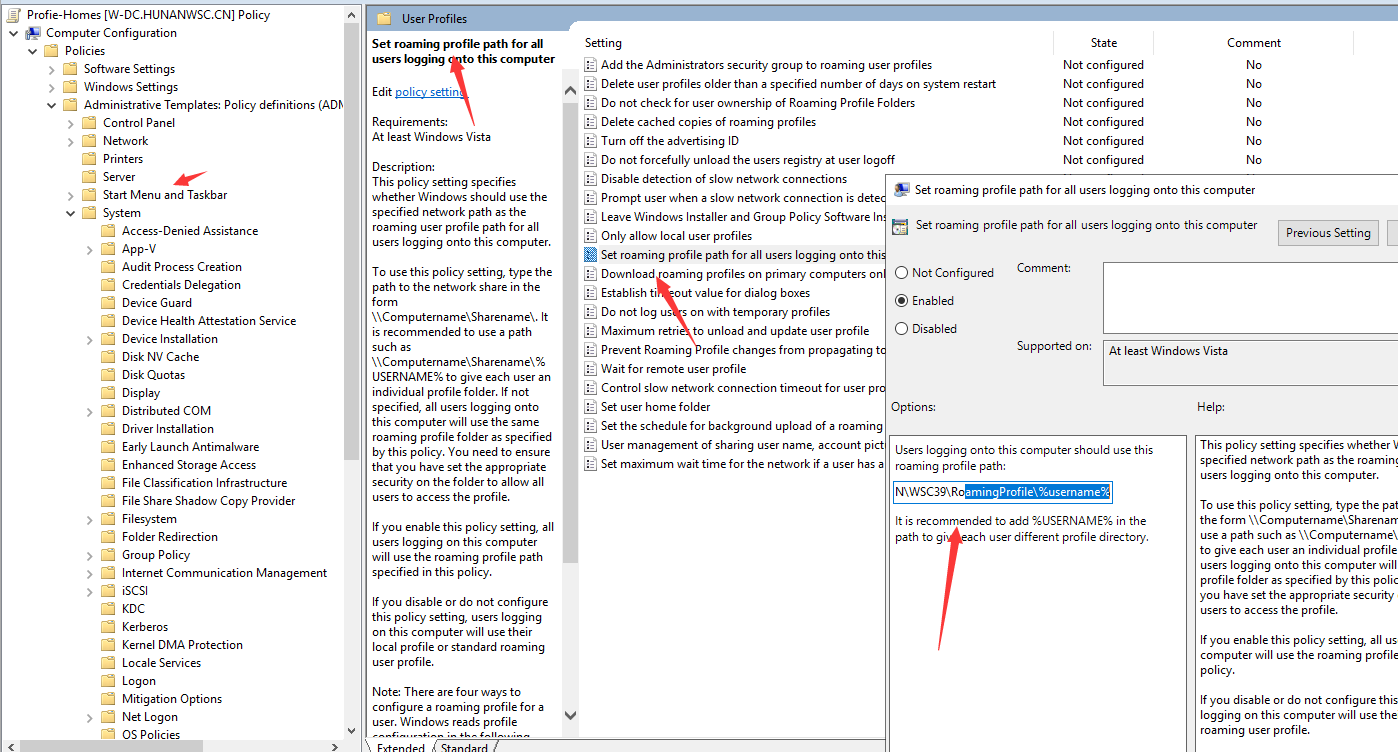 Profie-Homes [W-DC.HUNANWSC.CN] Policy
Computer Configuration
Policies
Software Settings
Windows Settings
Administrative Templates: Policy definitions (ADM
Control Panel
Network
Printers
Server
Start Menu and Taskbar
System
Access-Denied Assistance
App-V
Audit Process Creation
Credentials Delegation
Device Guard
Device Health Attestation Service
Device Installation
Disk NV Cache
Disk Quotas
Display
Distributed COM
Driver Installation
Early Launch Antimalware
Enhanced Storage Access
File Classification Infrastructure
File Share Shadow Copy Provider
Filesystem
Folder Redirection
Group Policy
Internet Communication Management
iSCSI
KDC
Kerberos
Kernel DMA Protection
Locale Services
Logon
Mitigation Options
Net Logon
OS Policies
User Profiles
Set roaming profile path for all
users logging onto this computer
Edit policy setting.
Requirements:
At least Windows Vista
Description:
This policy setting specifies
whether Windows should use the
specified network path as the
roaming user profile path for all
users logging onto this computer.
To use this policy setting, type the
path to the network share in the
form
\\Computername\Sharename\. It
is recommended to use a path
such as
\\Computername\Sharename\%
USERNAME% to give each user an
individual profile folder. If not
specified, all users logging onto
this computer will use the same
roaming profile folder as specified
by this policy. You need to ensure
that you have set the appropriate
security on the folder to allow all
users to access the profile.
If you enable this policy setting, all
users logging on this computer
will use the roaming profile path
specified in this policy.
If you disable or do not configure
this policy setting, users logging
on this computer will use their
local profile or standard roaming
user profile.
Note: There are four ways to
configure a roaming profile for a
user. Windows reads profile
configuration in the following
Extended
Standard
Setting State Comment
Add the Administrators security group to roaming user profiles Not configured No
Delete user profiles older than a specified number of days on system restart Not configured No
Do not check for user ownership of Roaming Profile Folders Not configured No
Delete cached copies of roaming profiles Not configured No
Turn off the advertising ID Not configured No
Do not forcefully unload the users registry at user logoff Not configured No
Disable detection of slow network connections
Prompt user when a slow network connection is detec
Leave Windows Installer and Group Policy Software Ins
Only allow local user profiles
Set roaming profile path for all users logging onto this
Download roaming profiles on primary computers onl
Establish timeout value for dialog boxes
Do not log users on with temporary profiles
Maximum retries to unload and update user profile
Prevent Roaming Profile changes from propagating to
Wait for remote user profile
Control slow network connection timeout for user pro
Set user home folder
Set the schedule for background upload of a roaming
User management of sharing user name, account pict
Set maximum wait time for the network if a user has a
Set roaming profile path for all users logging onto this computer
Set roaming profile path for all users logging onto this computer
Previous Setting
Not Configured
Enabled
Disabled
Comment:
Supported on:
At least Windows Vista
Options:
Help:
Users logging onto this computer should use this
roaming profile path:
N\WSC39\RoamingProfile\%username%
It is recommended to add %USERNAME% in the
path to give each user different profile directory.
This policy setting specifies whether W
specified network path as the roaming
users logging onto this computer.
To use this policy setting, type the pat
the form \\Computername\Sharenam
use a path such as \\Computername\
to give each user an individual profile
users logging onto this computer will
profile folder as specified by this polic
you have set the appropriate security
users to access the profile.
If you enable this policy setting, all us
computer will use the roaming profile
policy.
If you disable or do not configure this
logging on this computer will use the
roaming user profile.